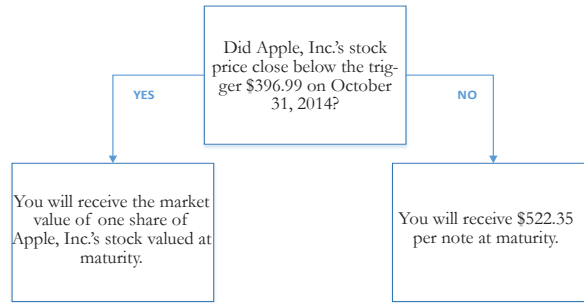 Did Apple, Inc.'s stock
price close below the trig-
ger $396.99 on October
31, 2014?
YES
NO
You will receive the market
value of one share of
Apple, Inc.'s stock valued at
maturity.
You will receive $522.35
per note at maturity.